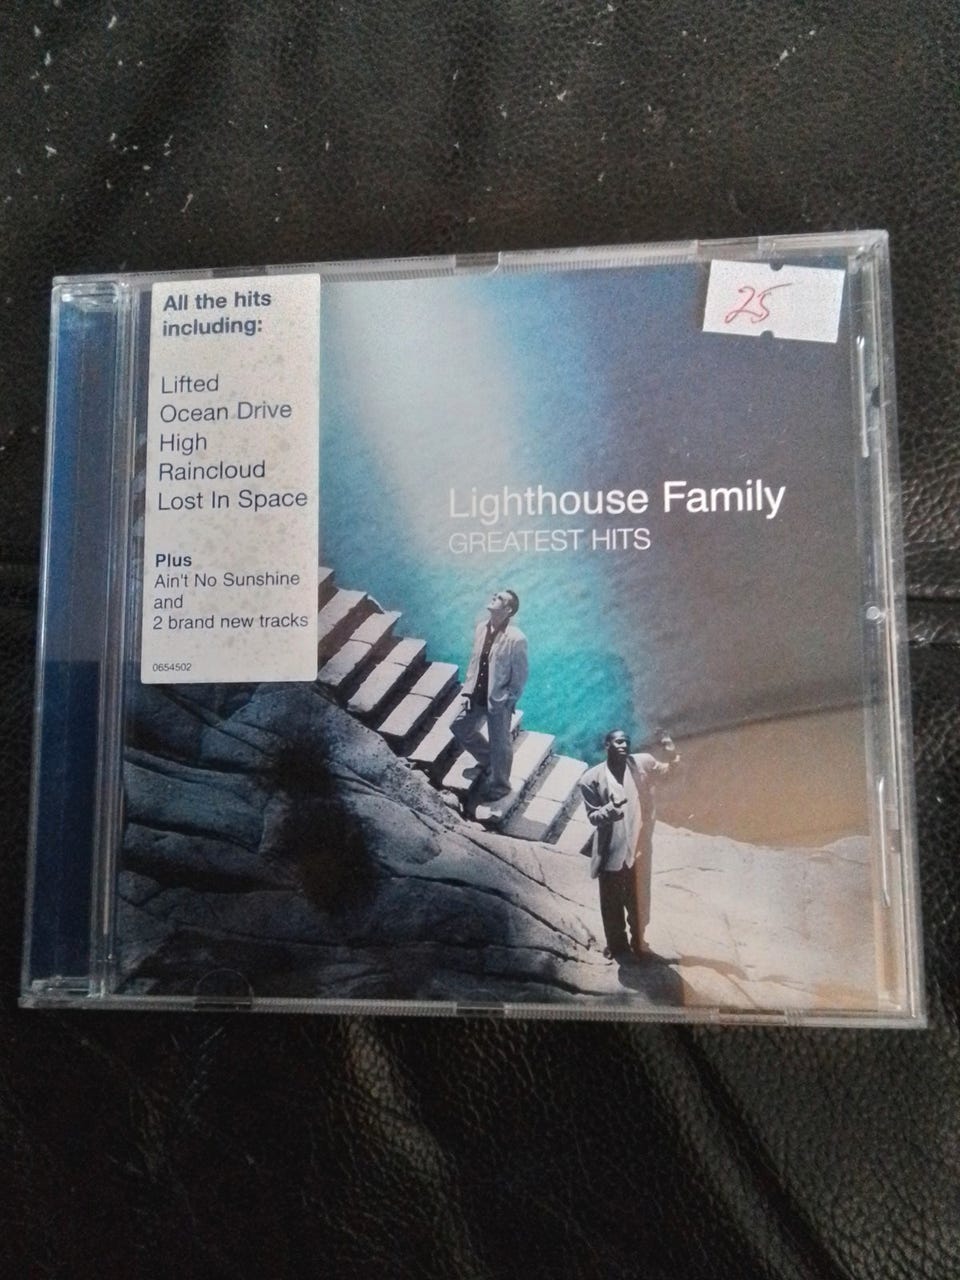 All the hits
including:
Lifted
Ocean Drive
High
Raincloud
Lost In Space
Plus
Ain't No Sunshine
and
2 brand new tracks
0654502
25
Lighthouse Family
GREATEST HITS